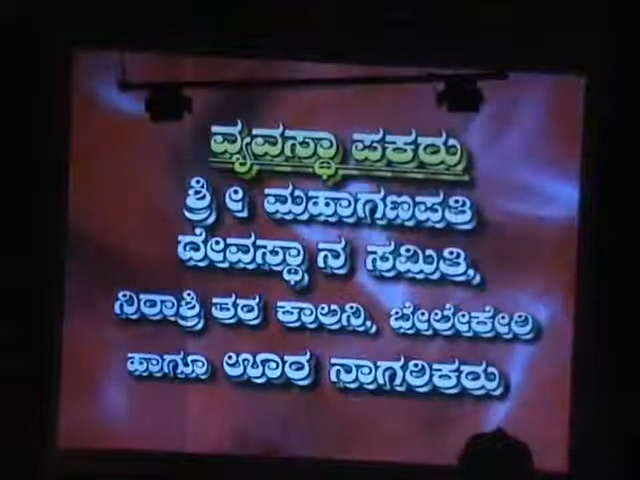 ವ್ಯವಸ್ಥಾಪಕರು
ಶ್ರೀ ಮಹಾಗಣಪತಿ
ದೇವಸ್ಥಾನ ಸಮಿತಿ,
ನಿರಾಶ್ರಿತರ ಕಾಲನಿ, ಬೇಲೇಕೇರಿ
ಹಾಗೂ ಊರ ನಾಗರಿಕರು